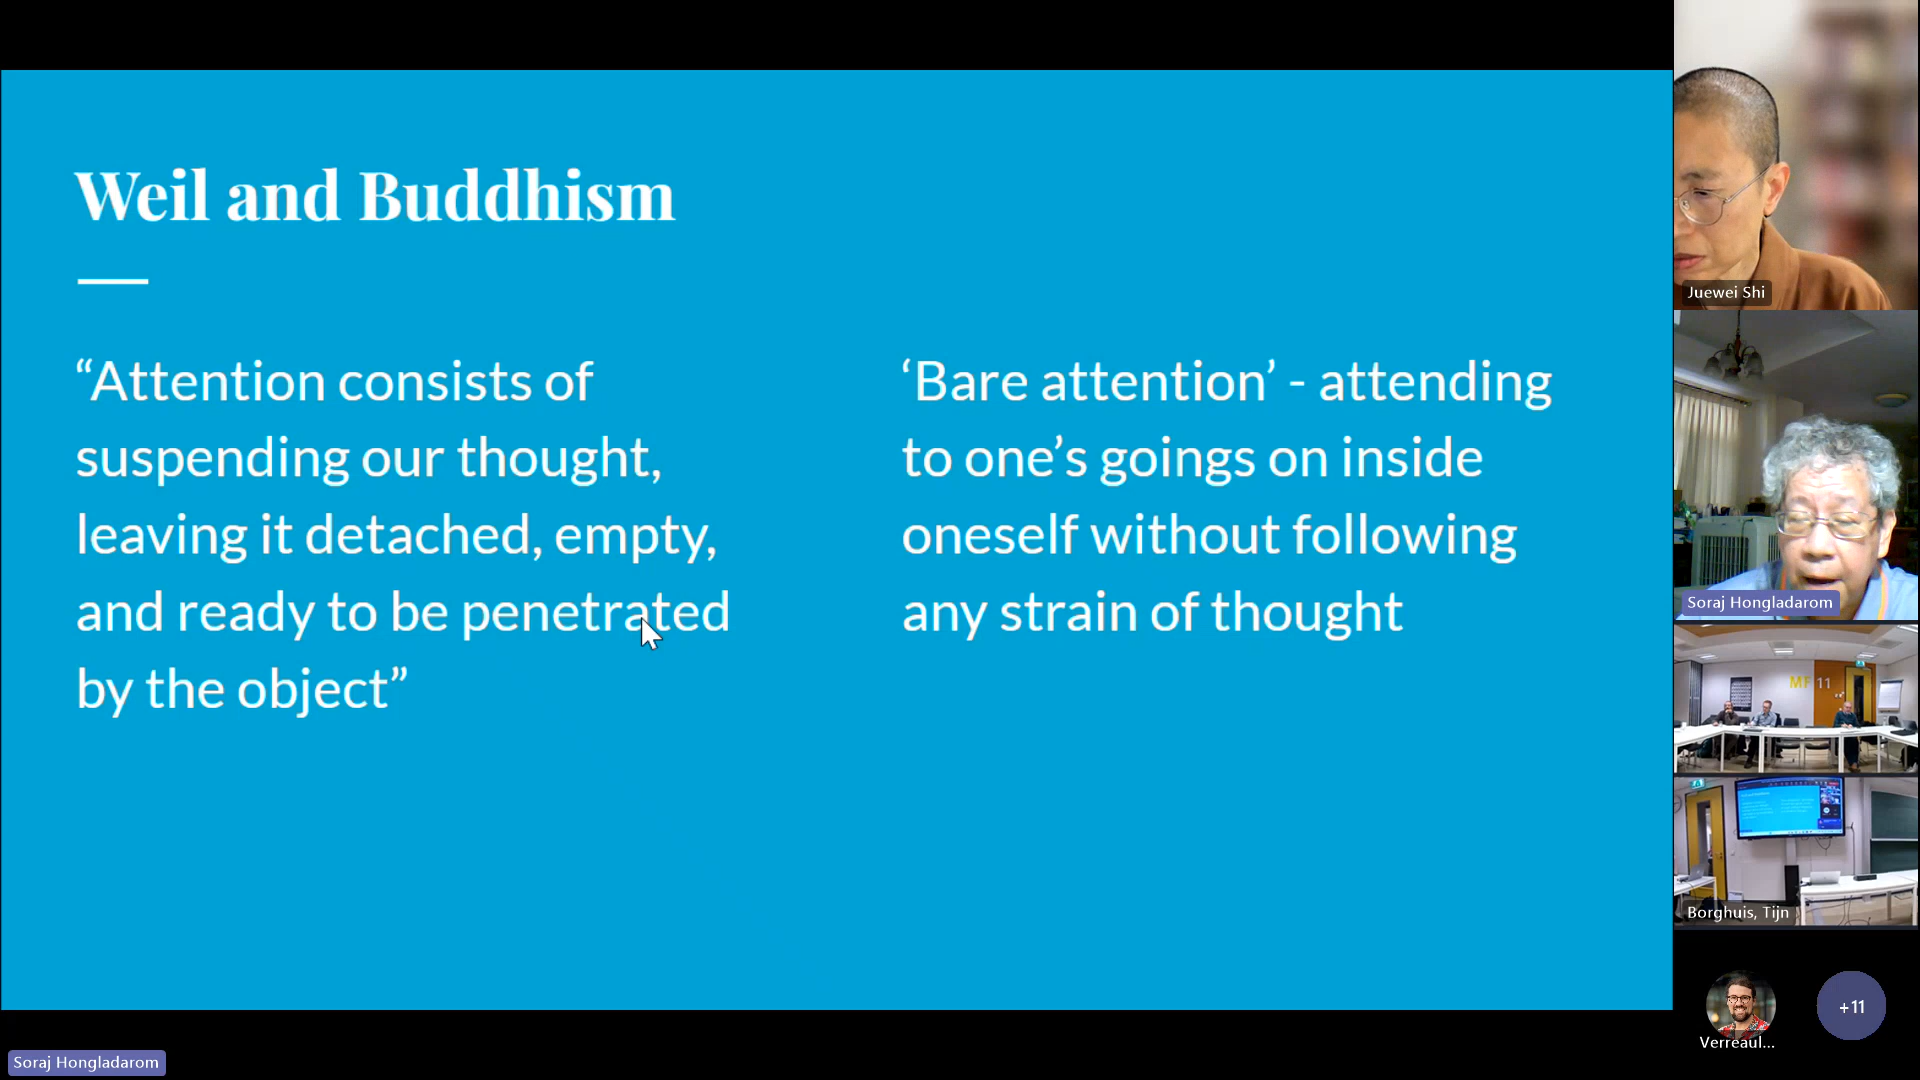 Weil and Buddhism
“Attention consists of
suspending our thought,
leaving it detached, empty,
and ready to be penetrated
by the object”
‘Bare attention’ - attending
to one’s goings on inside
oneself without following
any strain of thought
Juewei Shi
Soraj Hongladarom
MF 11
Borghuis, Tijn
Verreaul...
+11
Soraj Hongladarom